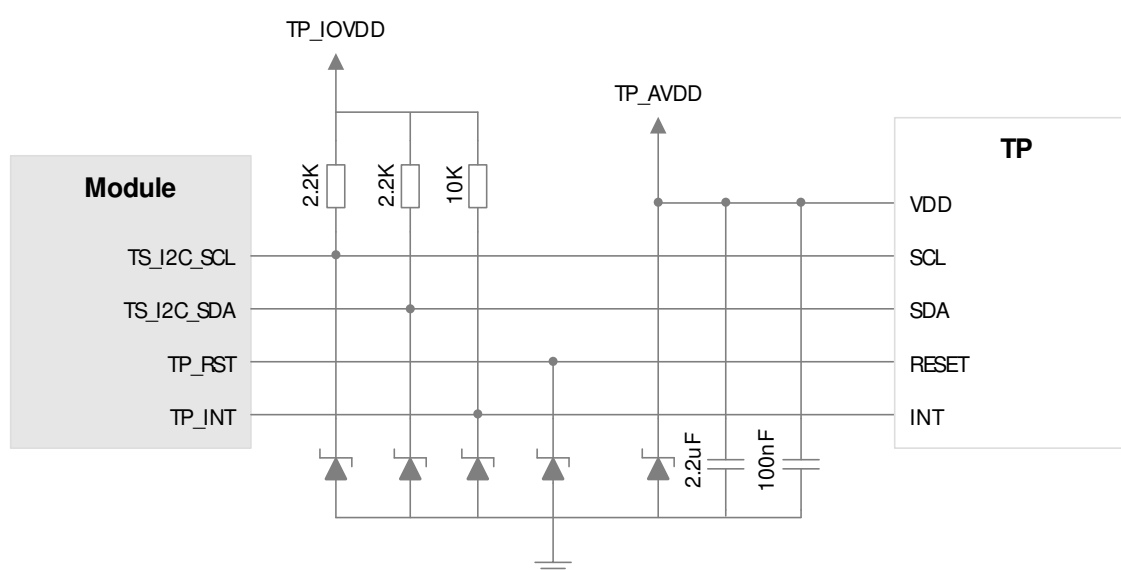 TP_IOVDD
TP_AVDD
TP
Module
2.2K
2.2K
10K
VDD
TS_I2C_SCL
SCL
TS_I2C_SDA
SDA
TP_RST
RESET
TP_INT
INT
2.2uF
100nF